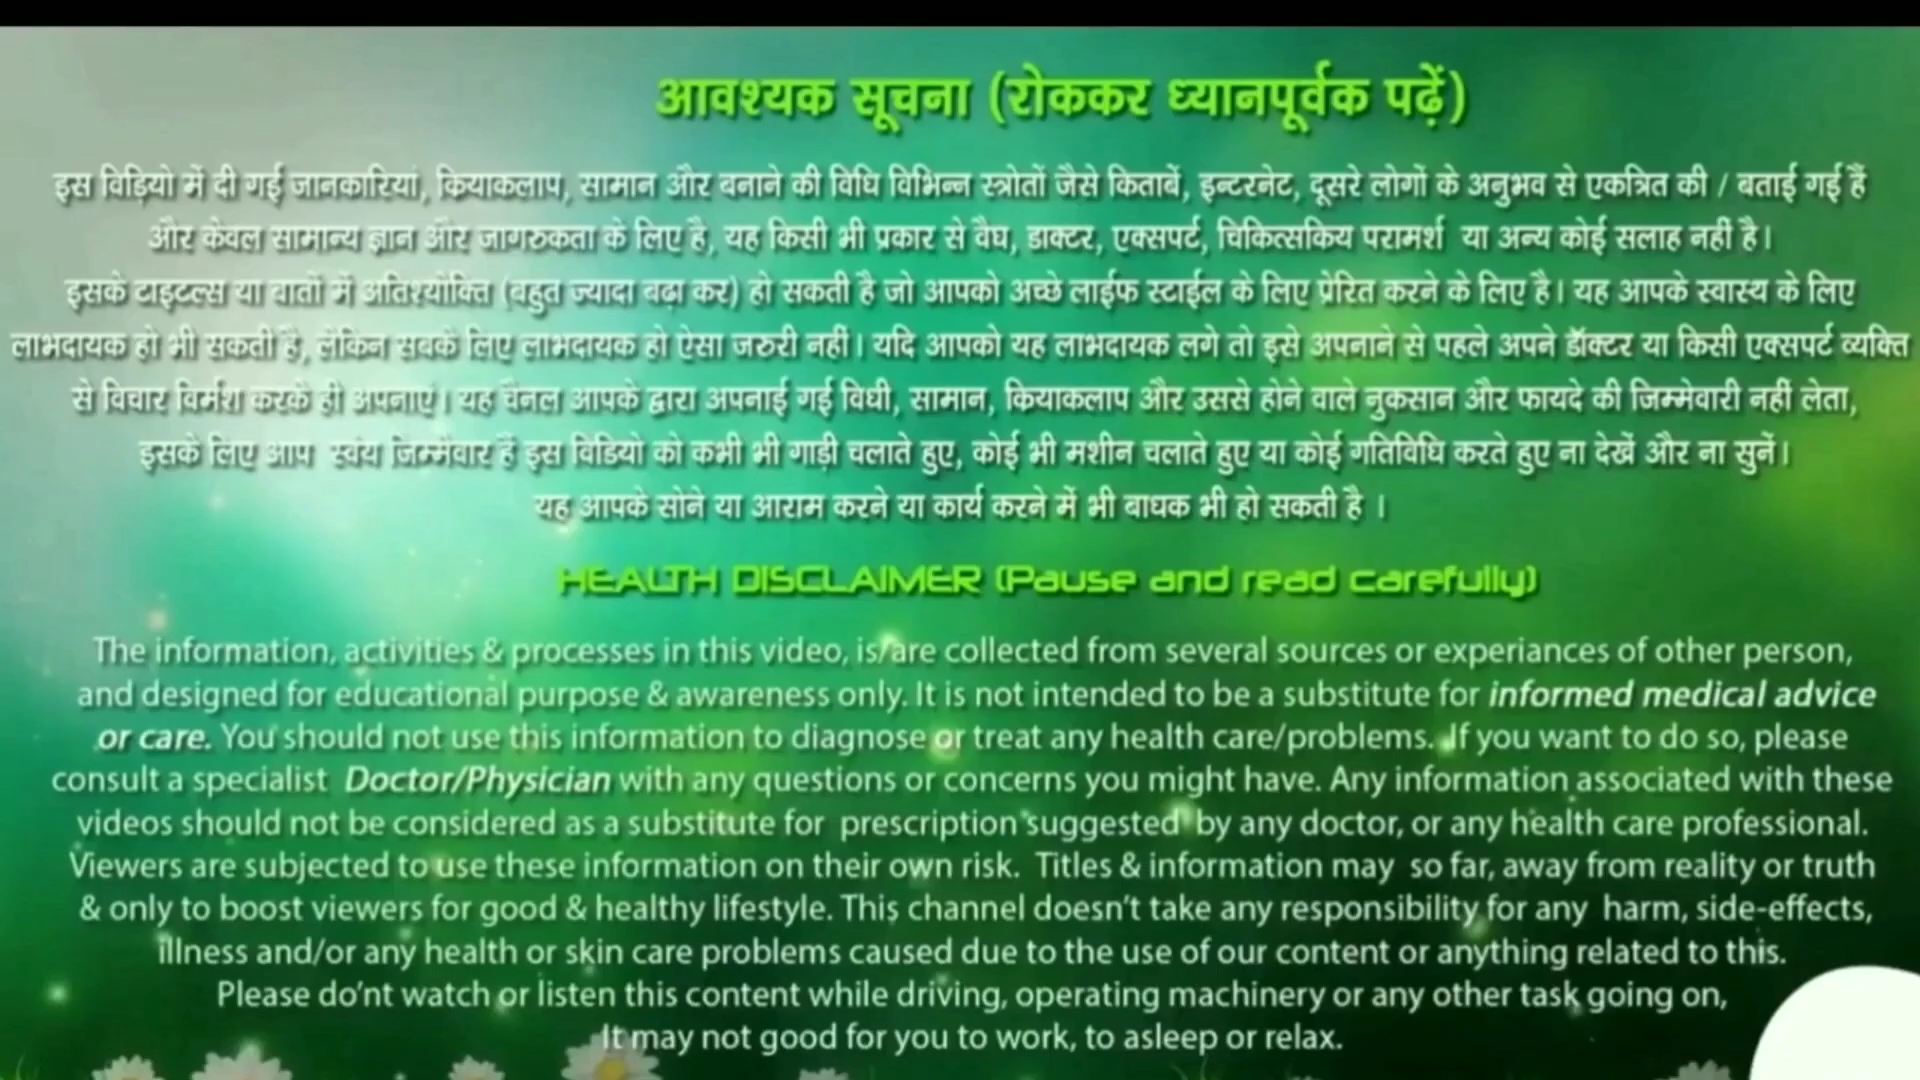 आवश्यक सूचना (रोककर ध्यानपूर्वक पढ़ें)
इस विडियो में दी गई जानकारियां, क्रियाकलाप, सामान और बनाने की विधि विभिन्न स्त्रोतों जैसे किताबें, इन्टरनेट, दूसरे लोगों के अनुभव से एकत्रित की / बताई गई हैं
और केवल सामान्य ज्ञान और जागरुकता के लिए है, यह किसी भी प्रकार से वैघ, डाक्टर, एक्सपर्ट, चिकित्सकिय परामर्श या अन्य कोई सलाह नहीं है।
इसके टाइटल्स या बातों में अतिश्योक्ति (बहुत ज्यादा बढ़ा कर) हो सकती है जो आपको अच्छे लाईफ स्टाईल के लिए प्रेरित करने के लिए है। यह आपके स्वास्थ के लिए
लाभदायक हो भी सकती है, लेकिन सबके लिए लाभदायक हो ऐसा जरुरी नहीं। यदि आपको यह लाभदायक लगे तो इसे अपनाने से पहले अपने डॅाक्टर या किसी एक्सपर्ट व्यक्ति
से विचार विर्मश करके ही अपनाएं। यह चैनल आपके द्वारा अपनाई गई विधी, सामान, क्रियाकलाप और उससे होने वाले नुकसान और फायदे की जिम्मेवारी नहीं लेता,
इसके लिए आप स्वंय जिम्मेवार हैं इस विडियो को कभी भी गाड़ी चलाते हुए, कोई भी मशीन चलाते हुए या कोई गतिविधि करते हुए ना देखें और ना सुनें।
यह आपके सोने या आराम करने या कार्य करने में भी बाधक भी हो सकती है ।
HEALTH DISCLAIMER (Pause and read carefully)
The information, activities & processes in this video, is/are collected from several sources or experiances of other person,
and designed for educational purpose & awareness only. It is not intended to be a substitute for informed medical advice
or care. You should not use this information to diagnose or treat any health care/problems. If you want to do so, please
consult a specialist Doctor/Physician with any questions or concerns you might have. Any information associated with these
videos should not be considered as a substitute for prescription suggested by any doctor, or any health care professional.
Viewers are subjected to use these information on their own risk. Titles & information may so far, away from reality or truth
& only to boost viewers for good & healthy lifestyle. This channel doesn't take any responsibility for any harm, side-effects,
illness and/or any health or skin care problems caused due to the use of our content or anything related to this.
Please do'nt watch or listen this content while driving, operating machinery or any other task going on,
It may not good for you to work, to asleep or relax.